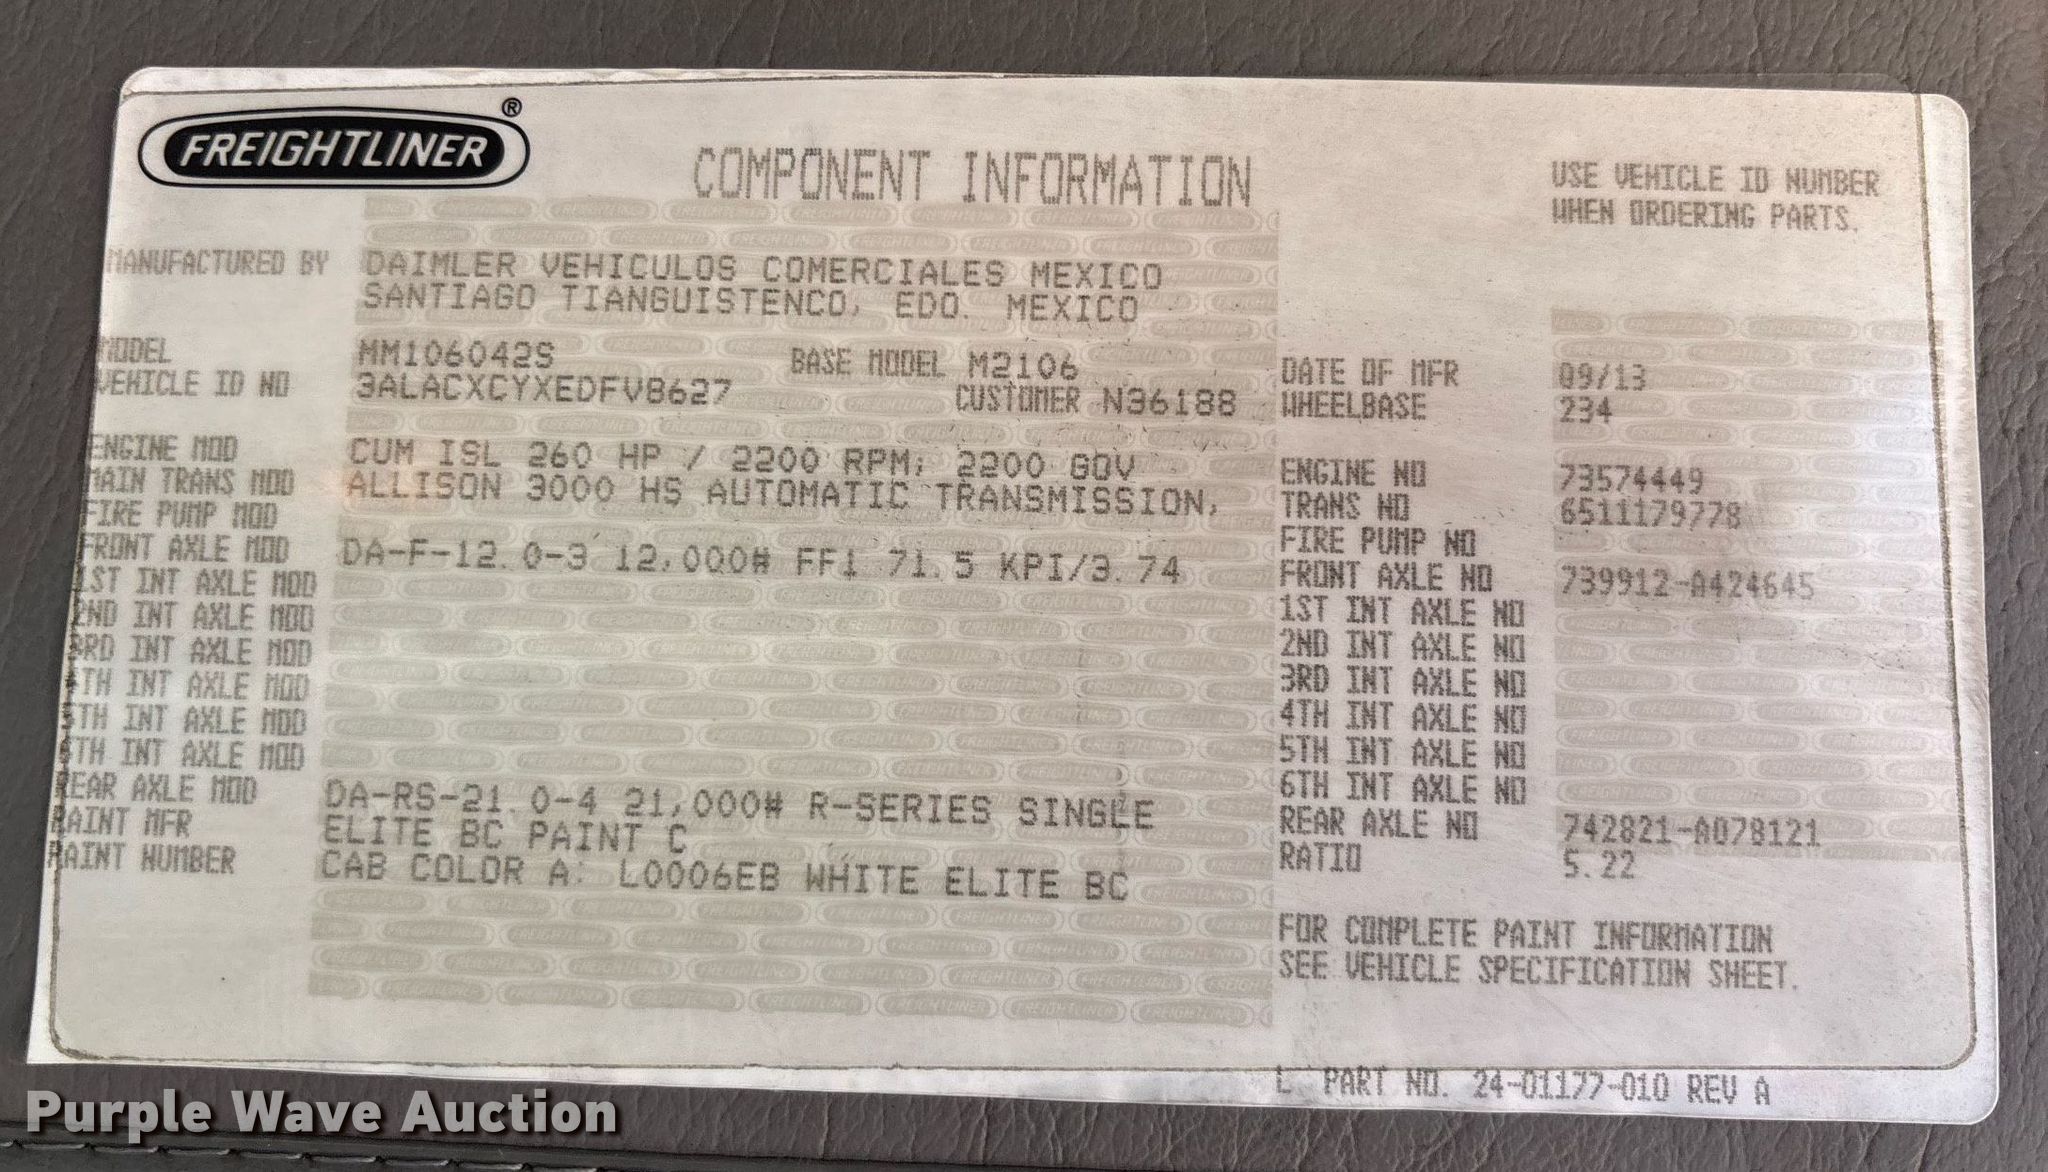 FREIGHTLINER®
COMPONENT INFORMATION
USE VEHICLE ID NUMBER
WHEN ORDERING PARTS.
MANUFACTURED BY DAIMLER VEHICULOS COMERCIALES MEXICO
SANTIAGO TIANGUISTENCO, EDO. MEXICO
MODEL MM106042S BASE MODEL M2106 DATE OF MFR 09/13
VEHICLE ID NO 3ALACXCYXEDFV8627 CUSTOMER N36188 WHEELBASE 234
ENGINE MOD CUM ISL 260 HP / 2200 RPM; 2200 GOV ENGINE NO 73574449
MAIN TRANS MOD ALLISON 3000 HS AUTOMATIC TRANSMISSION, TRANS NO 6511179778
FIRE PUMP MOD FIRE PUMP NO
FRONT AXLE MOD DA-F-12.0-3 12,000# FF1 71.5 KPI/3.74 FRONT AXLE NO 739912-A424645
1ST INT AXLE MOD 1ST INT AXLE NO
2ND INT AXLE MOD 2ND INT AXLE NO
3RD INT AXLE MOD 3RD INT AXLE NO
4TH INT AXLE MOD 4TH INT AXLE NO
5TH INT AXLE MOD 5TH INT AXLE NO
6TH INT AXLE MOD 6TH INT AXLE NO
REAR AXLE MOD DA-RS-21.0-4 21,000# R-SERIES SINGLE REAR AXLE NO 742821-A078121
PAINT MFR ELITE BC PAINT C RATIO 5.22
PAINT NUMBER CAB COLOR A: L0006EB WHITE ELITE BC
FOR COMPLETE PAINT INFORMATION
SEE VEHICLE SPECIFICATION SHEET.
L PART NO. 24-01177-010 REV A
Purple Wave Auction